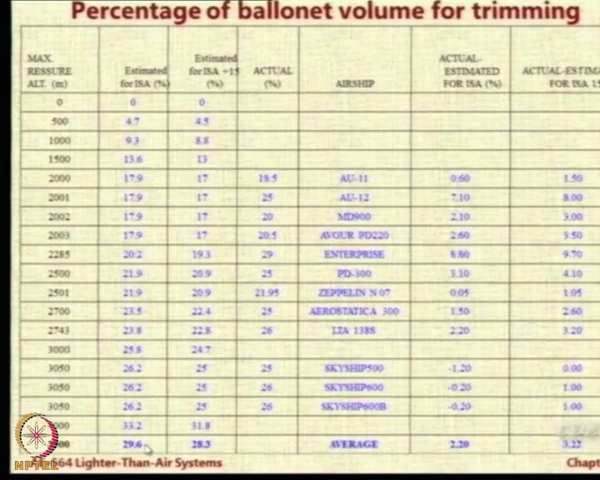 Percentage of ballonet volume for trimming
MAX. RESSURE ALT. (m) Estimated for ISA (%) Estimated for ISA +15 (%) ACTUAL (%) AIRSHIP ACTUAL- ESTIMATED FOR ISA (%) ACTUAL-ESTIMA FOR ISA 15
0 0 0
500 4.7 4.5
1000 9.3 8.8
1500 13.6 13
2000 17.9 17 18.5 AU-11 0.60 1.50
2001 17.9 17 25 AU-12 7.10 8.00
2002 17.9 17 20 MD900 2.10 3.00
2003 17.9 17 20.5 AVGUR PD220 2.60 3.50
2285 20.2 19.3 29 ENTERPRISE 8.80 9.70
2500 21.9 20.9 25 PD-300 3.10 4.10
2501 21.9 20.9 21.95 ZEPPELIN N 07 0.05 1.05
2700 23.5 22.4 25 AEROSTATICA 300 1.50 2.60
2743 23.8 22.8 26 LTA 138S 2.20 3.20
3000 25.8 24.7
3050 26.2 25 25 SKYSHIP500 -1.20 0.00
3050 26.2 25 26 SKYSHIP600 -0.20 1.00
3050 26.2 25 26 SKYSHIP600B -0.20 1.00
000 33.2 31.8
29.6 28.3 AVERAGE 2.20 3.22
NPTEL 664 Lighter-Than-Air Systems Chapt